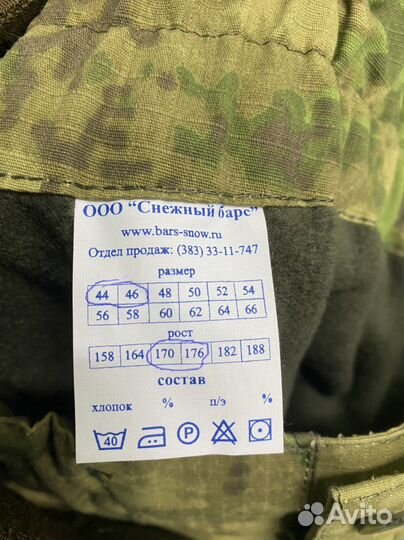 ООО “Снежный барс”
www.bars-snow.ru
Отдел продаж: (383) 33-11-747
размер
44 46 48 50 52 54
56 58 60 62 64 66
рост
158 164 170 176 182 188
состав
хлопок % п/э %
40 P
Avito